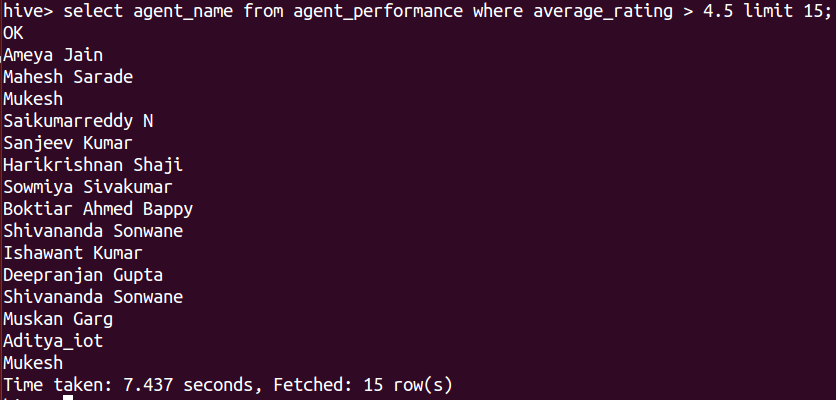 hive> select agent_name from agent_performance where average_rating > 4.5 limit 15;
OK
Ameya Jain
Mahesh Sarade
Mukesh
Saikumarreddy N
Sanjeev Kumar
Harikrishnan Shaji
Sowmiya Sivakumar
Boktiar Ahmed Bappy
Shivananda Sonwane
Ishawant Kumar
Deepranjan Gupta
Shivananda Sonwane
Muskan Garg
Aditya_iot
Mukesh
Time taken: 7.437 seconds, Fetched: 15 row(s)